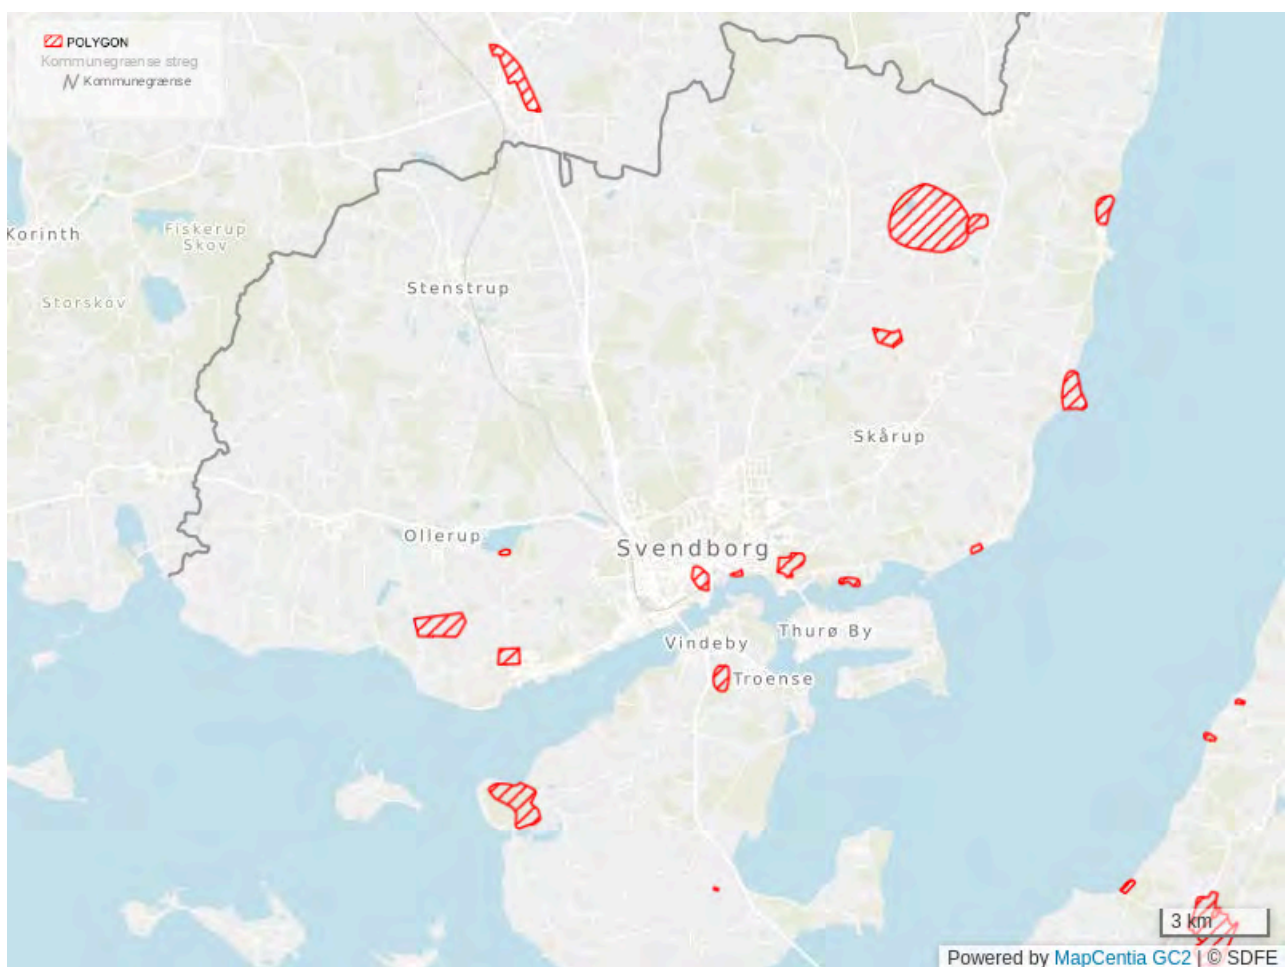 POLYGON
Kommunegrænse streg
Kommunegrænse
Korinth
Fiskerup
Skov
Storskov
Stenstrup
Skårup
Ollerup
Svendborg
Thurø By
Vindeby
Troense
3 km
Powered by MapCentia GC2 | © SDFE